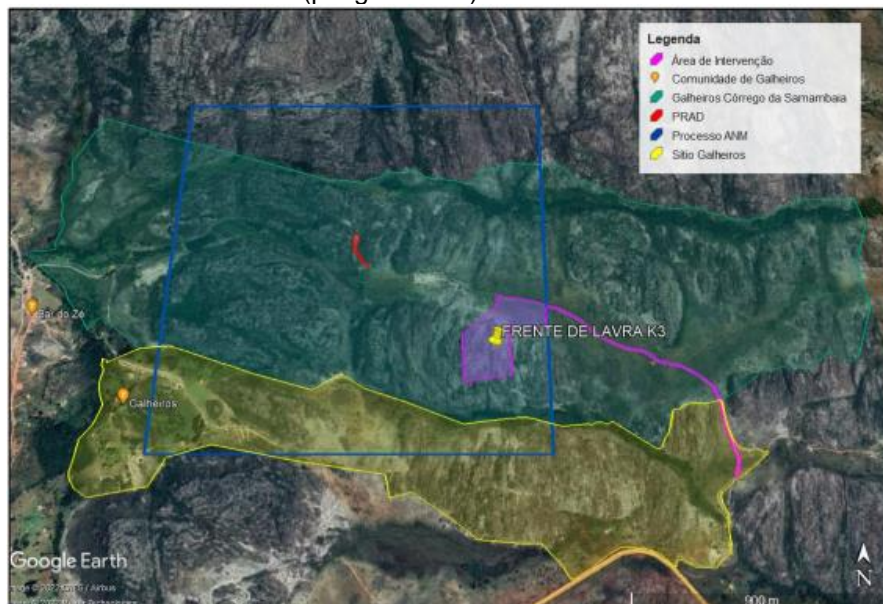 Legenda
Área de Intervenção
Comunidade de Galheiros
Galheiros Córrego da Samambaia
PRAD
Processo ANM
Sítio Galheiros
Bar do Zé
FRENTE DE LAVRA K3
Galheiros
Google Earth
N
900 m